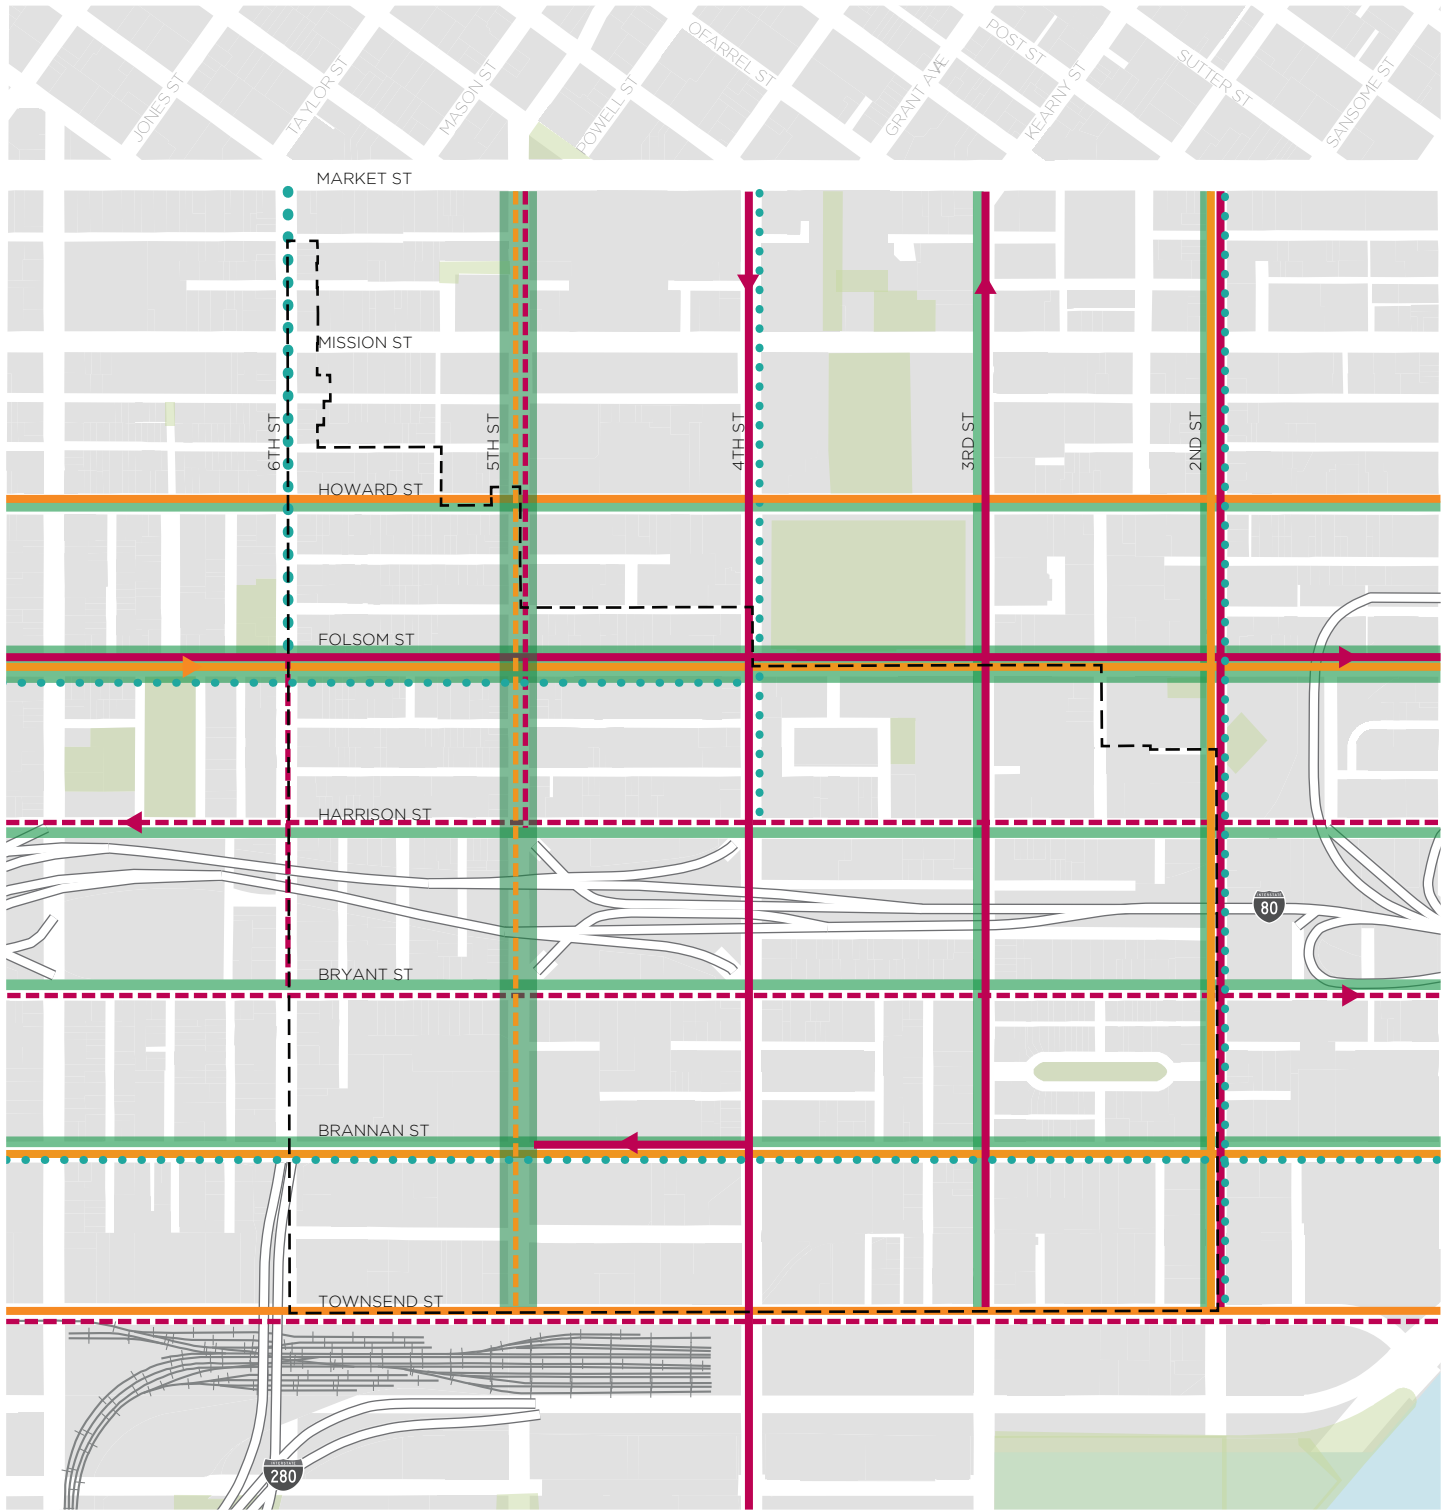 JONES ST
TAYLOR ST
MASON ST
POWELL ST
OFARREL ST
GRANT AVE
POST ST
KEARNY ST
SUTTER ST
SANSOME ST
MARKET ST
MISSION ST
6TH ST
5TH ST
4TH ST
3RD ST
2ND ST
HOWARD ST
FOLSOM ST
HARRISON ST
INTERSTATE
80
BRYANT ST
BRANNAN ST
TOWNSEND ST
INTERSTATE
280